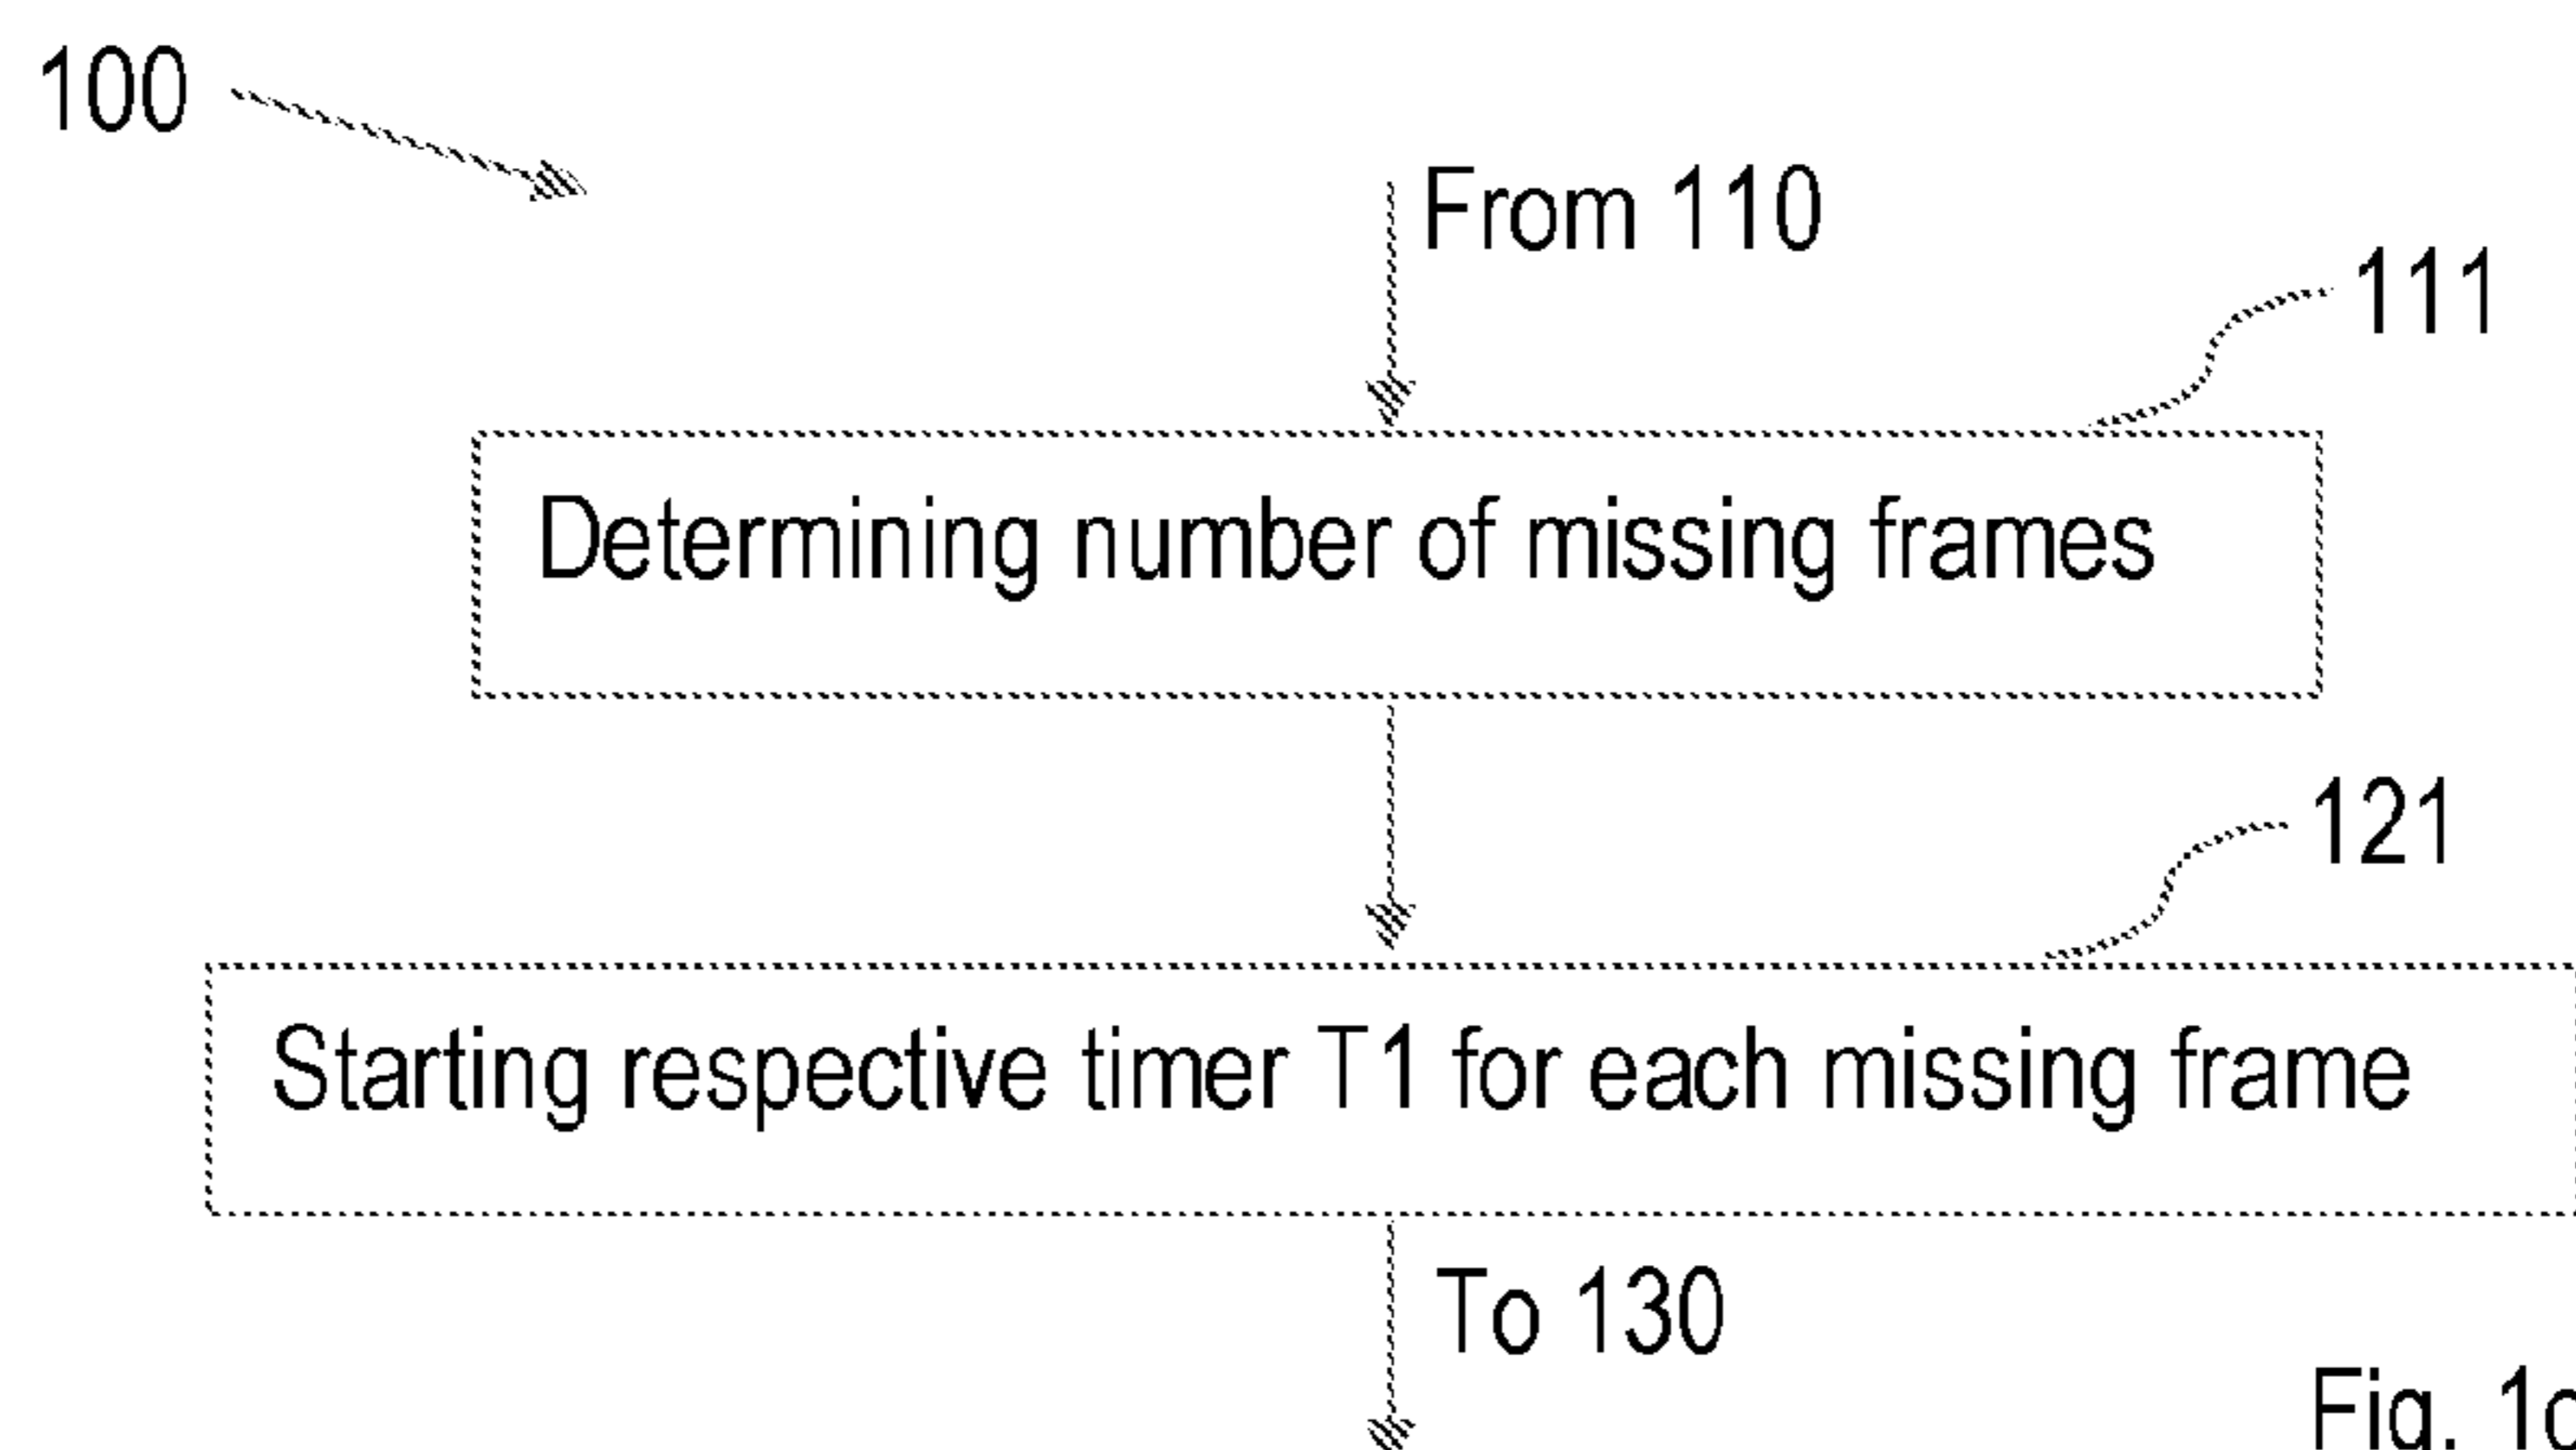 100
From 110
111
Determining number of missing frames
121
Starting respective timer T1 for each missing frame
To 130
Fig.